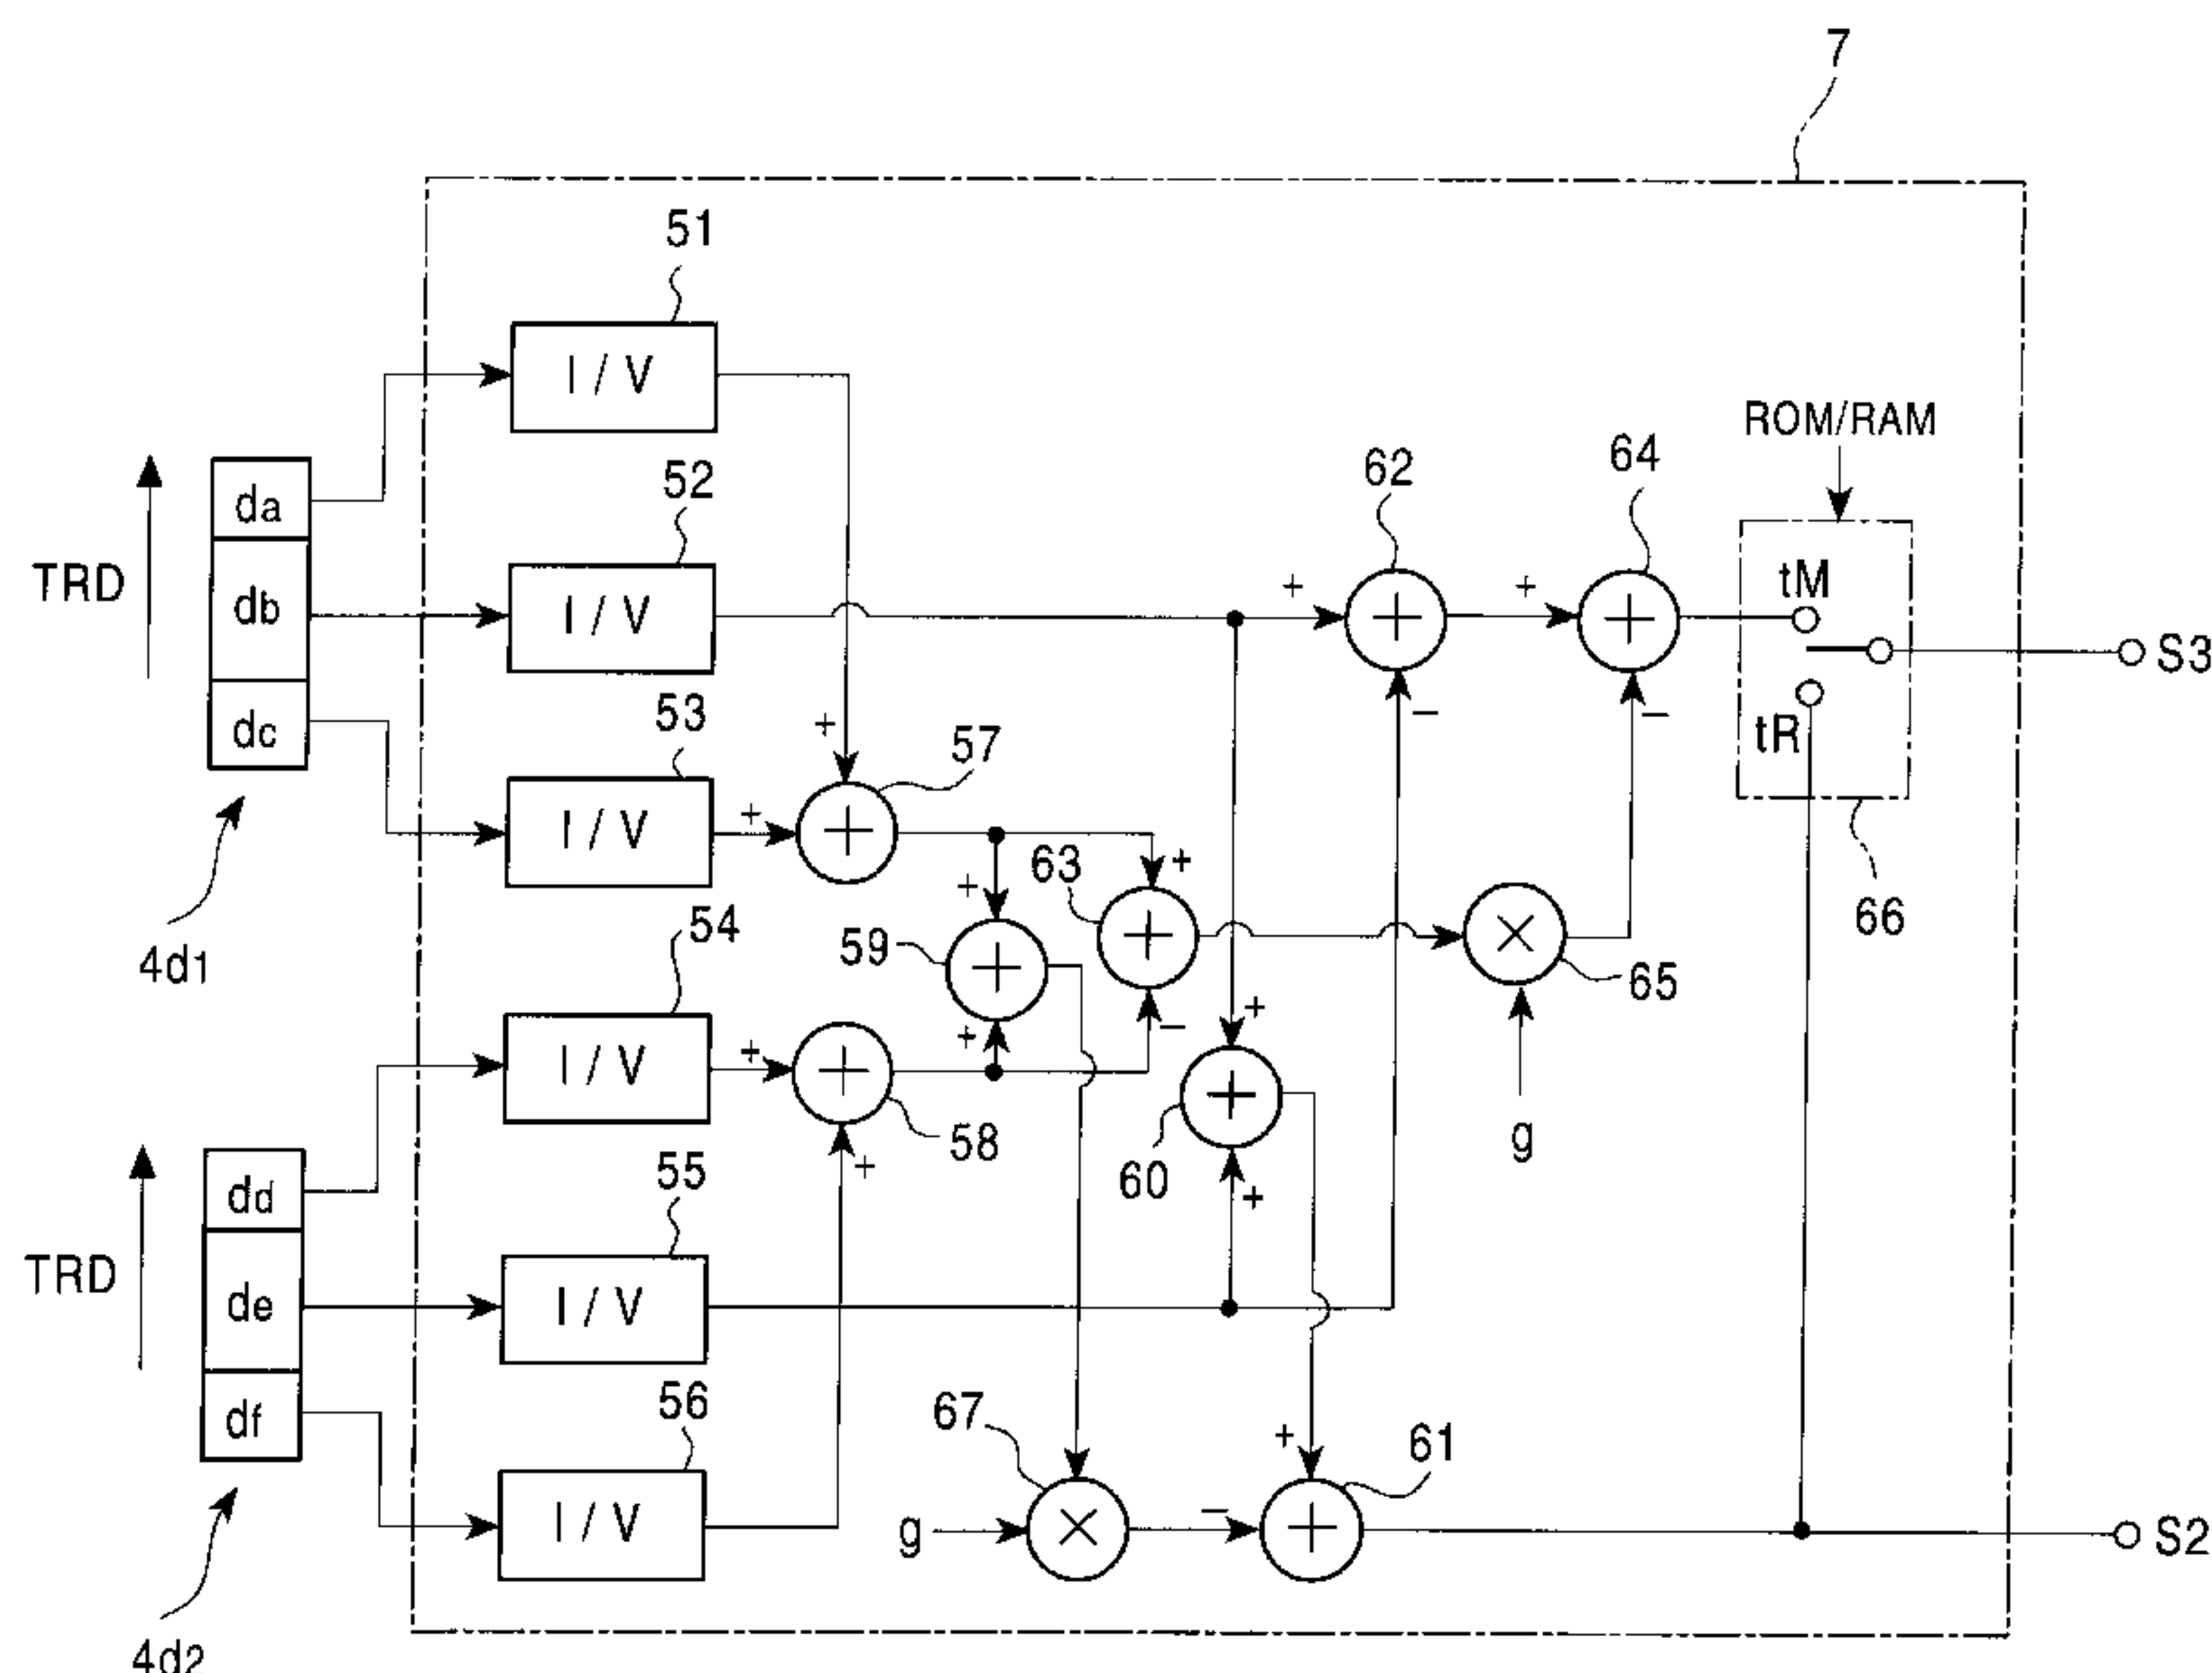 7
51
I / V
52
da
ROM/RAM
62
64
TRD
db
I / V
+
+
tM
S3
53
dc
+
57
−
−
tR
I / V
+
63
+
66
4d1
54
59
+
65
+
−
+
I / V
+
58
60
g
55
+
+
dd
TRD
de
I / V
56
df
67
+
61
I / V
g
−
S2
4d2